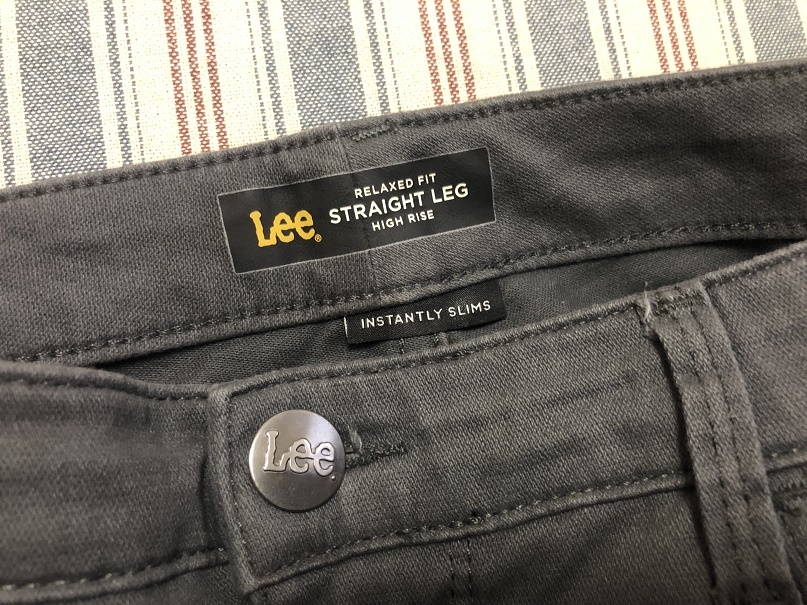 RELAXED FIT
Lee® STRAIGHT LEG
HIGH RISE
INSTANTLY SLIMS
Lee